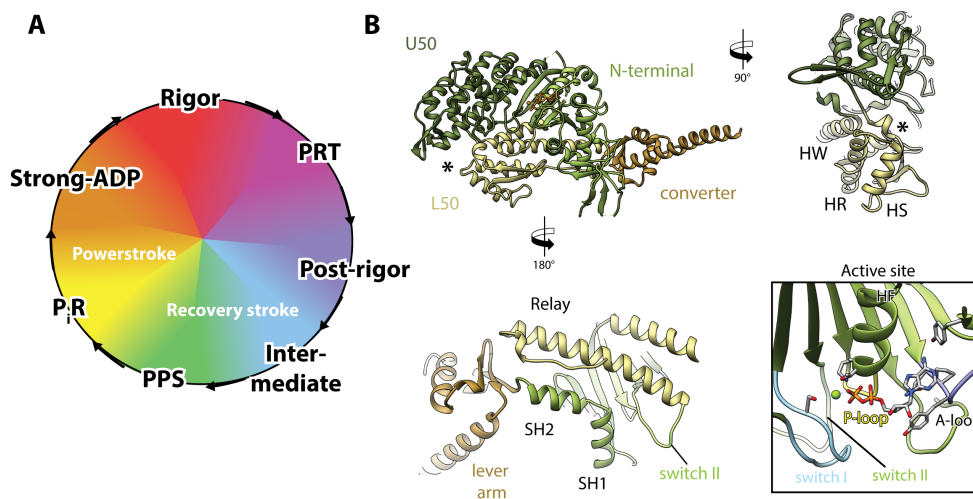 A
Rigor
PRT
Strong-ADP
Powerstroke
Post-rigor
PiR
Recovery stroke
Inter-
mediate
PPS
B
U50
N-terminal
*
L50
converter
90°
*
HW
HR
HS
180°
Relay
SH2
SH1
lever
arm
switch II
Active site
HF
P-loop
A-loo
switch I
switch II